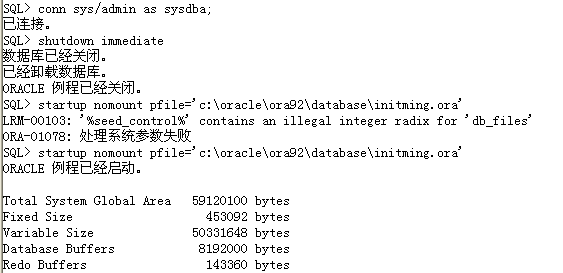 SQL> conn sys/admin as sysdba;
已连接。
SQL> shutdown immediate
数据库已经关闭。
已经卸载数据库。
ORACLE 例程已经关闭。
SQL> startup nomount pfile='c:\oracle\ora92\database\initming.ora'
LRM-00103: '%seed_control%' contains an illegal integer radix for 'db_files'
ORA-01078: 处理系统参数失败
SQL> startup nomount pfile='c:\oracle\ora92\database\initming.ora'
ORACLE 例程已经启动。
Total System Global Area   59120100 bytes
Fixed Size                   453092 bytes
Variable Size              50331648 bytes
Database Buffers            8192000 bytes
Redo Buffers                 143360 bytes